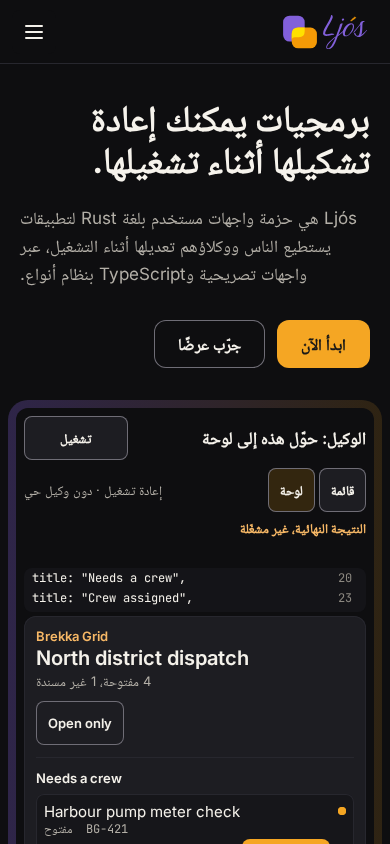 Ljós
برمجيات يمكنك إعادة
تشكيلها أثناء تشغيلها.
Ljós هي حزمة واجهات مستخدم بلغة Rust لتطبيقات
يستطيع الناس ووكلاؤهم تعديلها أثناء التشغيل، عبر
واجهات تصريحية وTypeScript بنظام أنواع.
ابدأ الآن
جرّب عرضًا
الوكيل: حوّل هذه إلى لوحة
تشغيل
قائمة
لوحة
إعادة تشغيل · دون وكيل حي
النتيجة النهائية، غير مشغّلة
20 title: "Needs a crew",
23 title: "Crew assigned",
Brekka Grid
North district dispatch
4 مفتوحة، 1 غير مسندة
Open only
Needs a crew
Harbour pump meter check
BG-421 مفتوح